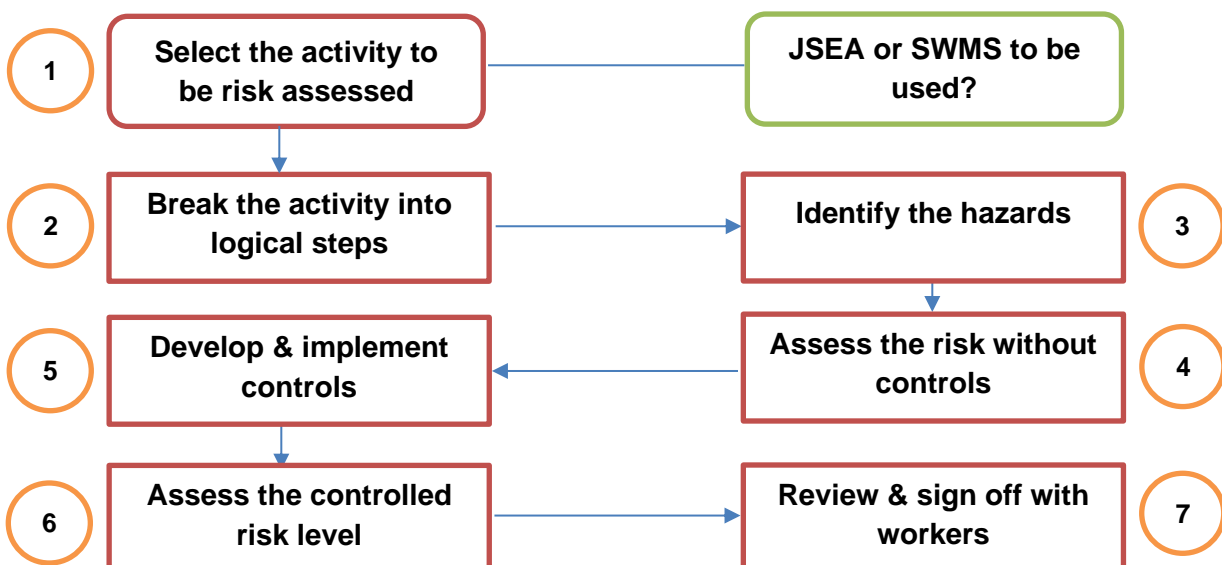 1
Select the activity to
be risk assessed
JSEA or SWMS to be
used?
2
Break the activity into
logical steps
Identify the hazards
3
5
Develop & implement
controls
Assess the risk without
controls
4
6
Assess the controlled
risk level
Review & sign off with
workers
7